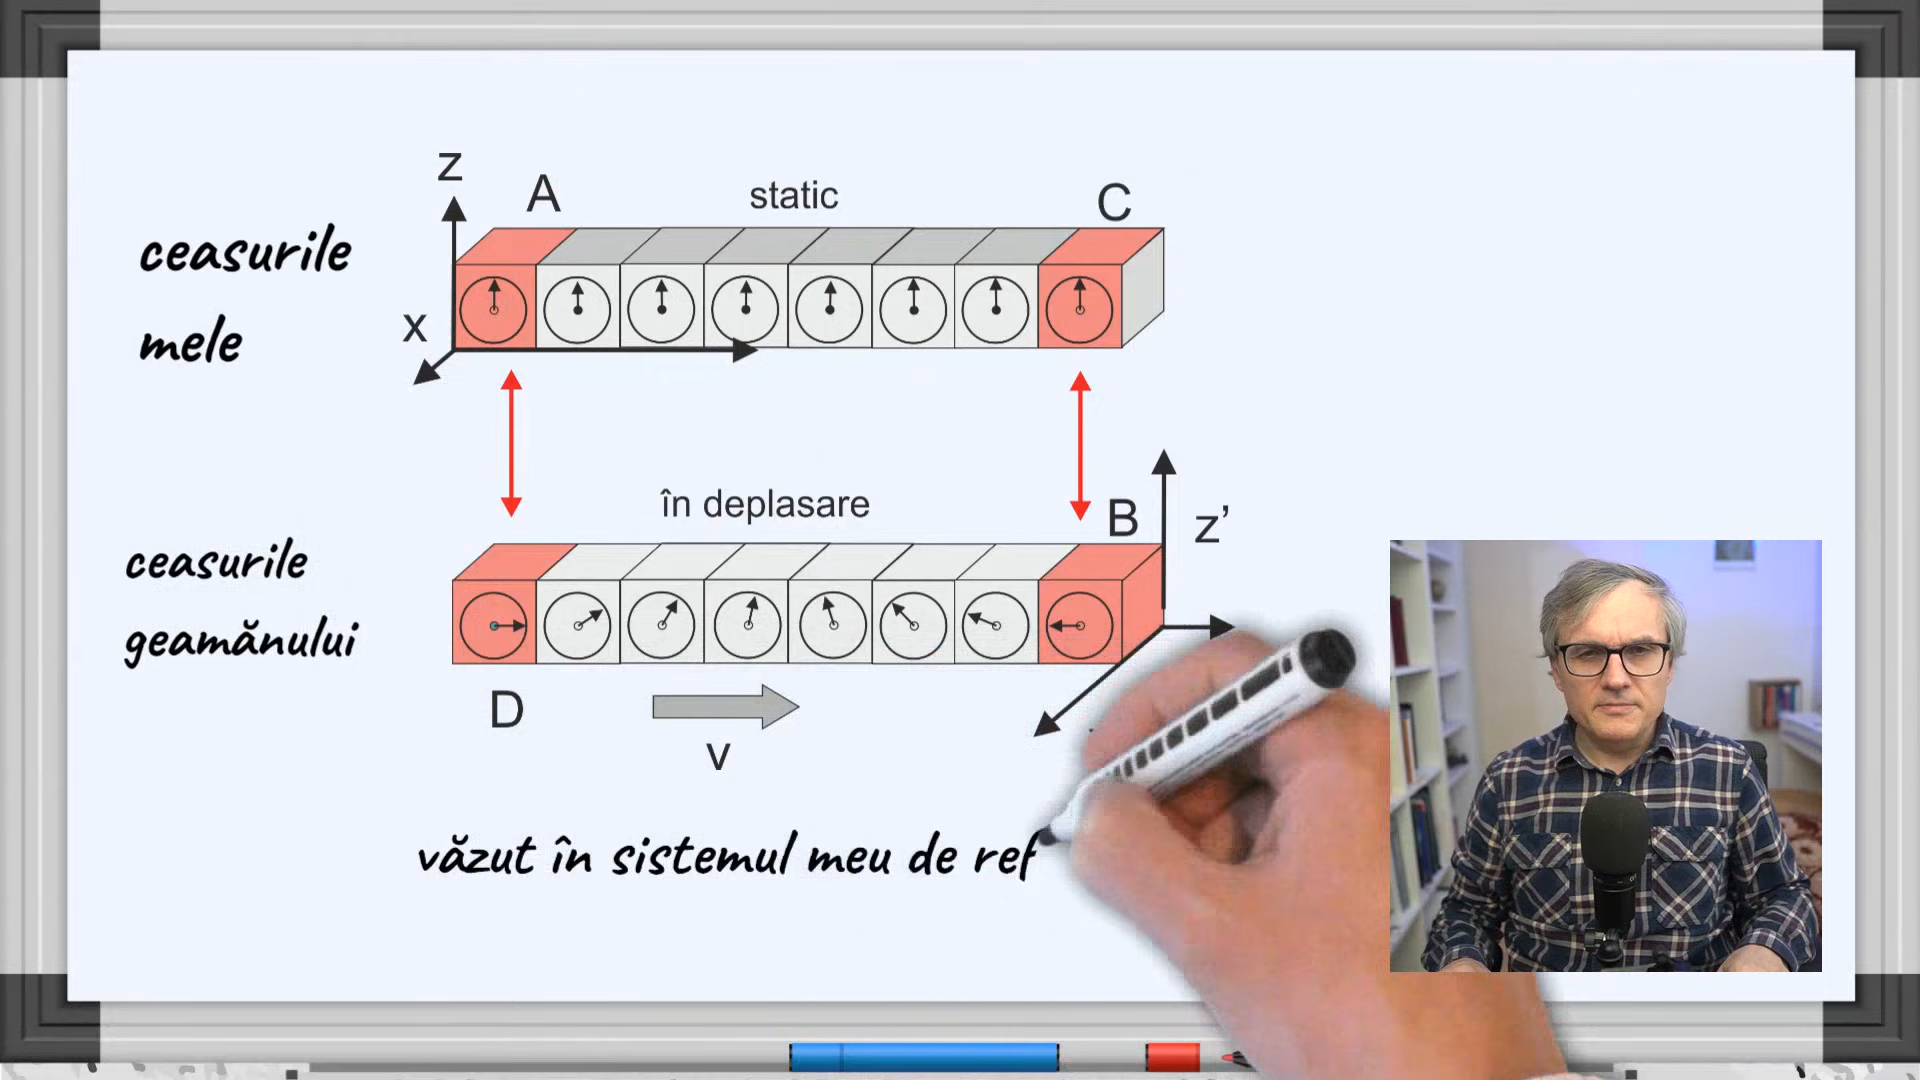 z
A
static
C
ceasurile
mele
x
în deplasare
B
z’
ceasurile
geamănului
D
v
văzut în sistemul meu de ref